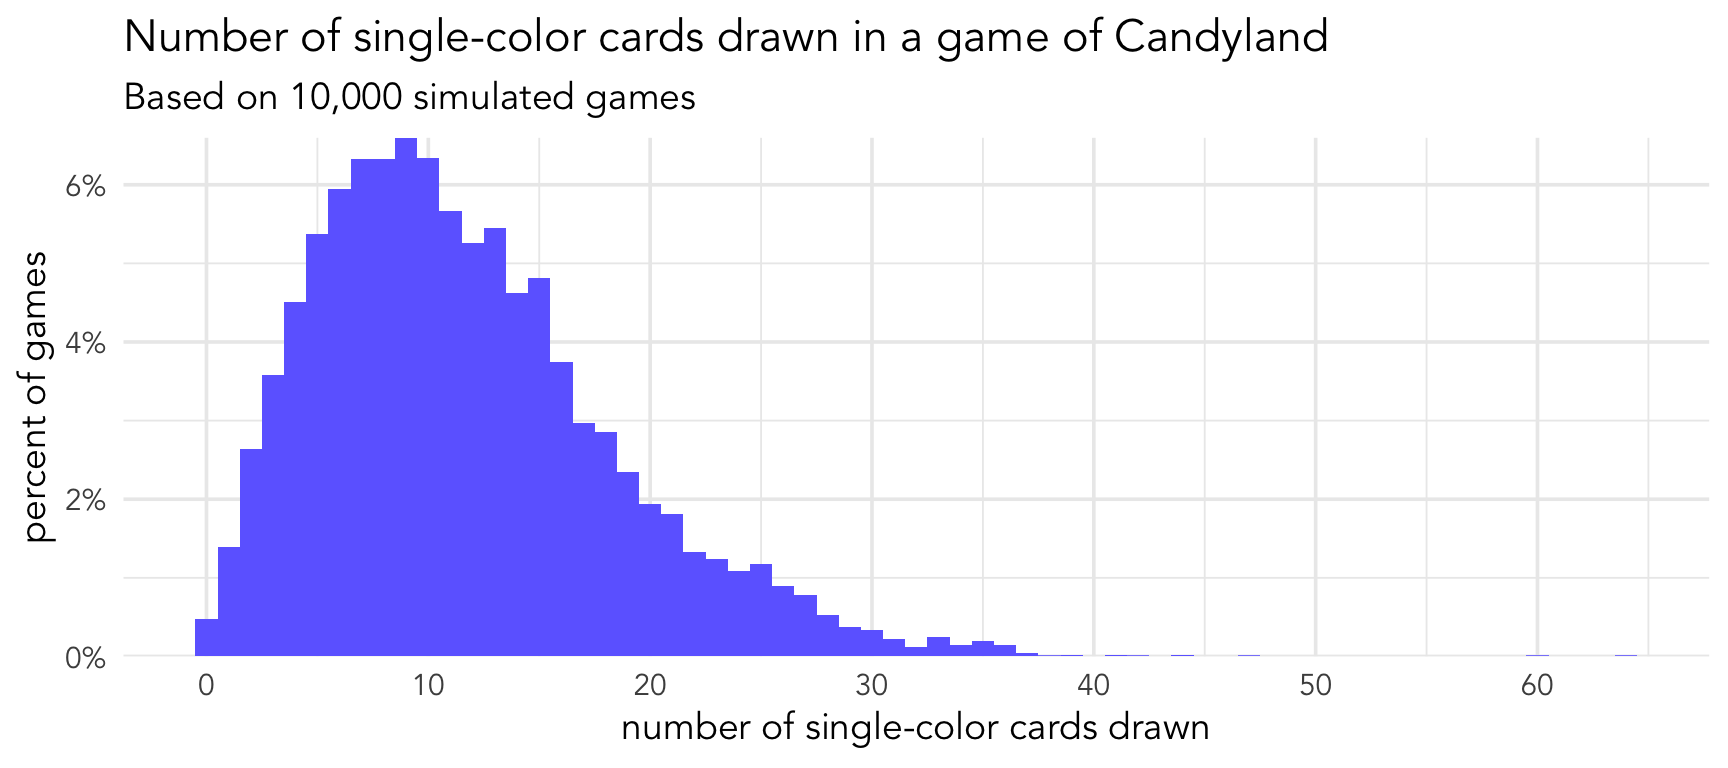 Number of single-color cards drawn in a game of Candyland
Based on 10,000 simulated games
percent of games
6%
4%
2%
0%
0 10 20 30 40 50 60
number of single-color cards drawn